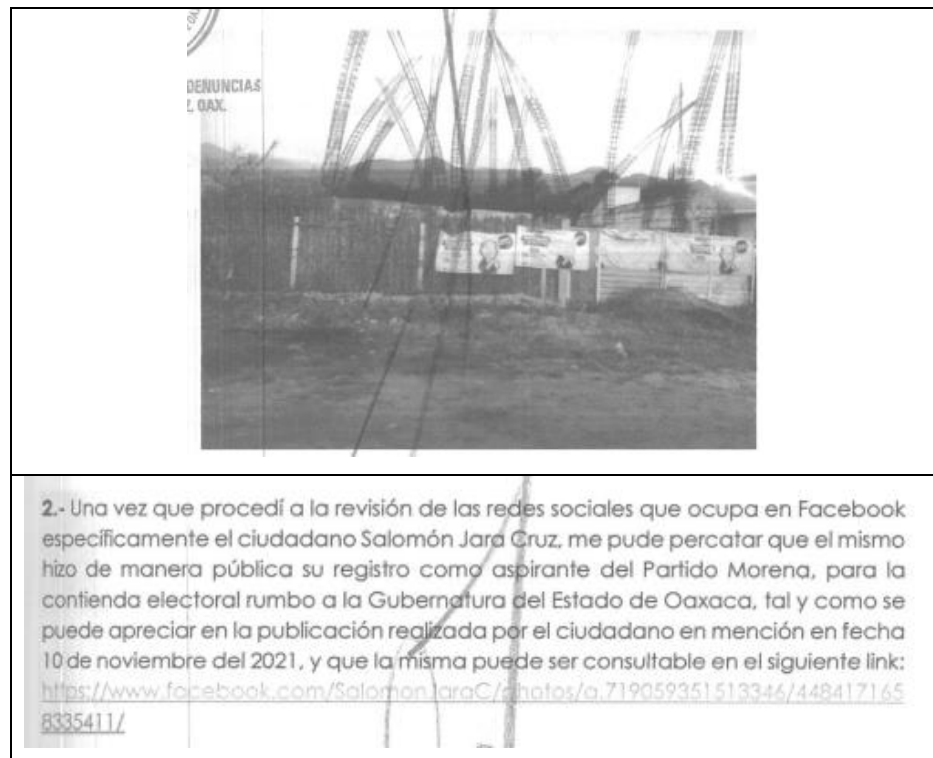 DENUNCIAS
Z, OAX.
2.- Una vez que procedí a la revisión de las redes sociales que ocupa en Facebook
específicamente el ciudadano Salomón Jara Cruz, me pude percatar que el mismo
hizo de manera pública su registro como aspirante del Partido Morena, para la
contienda electoral rumbo a la Gubernatura del Estado de Oaxaca, tal y como se
puede apreciar en la publicación realizada por el ciudadano en mención en fecha
10 de noviembre del 2021, y que la misma puede ser consultable en el siguiente link:
https://www.facebook.com/SalomonJaraC/photos/a.719059351513346/448417165
8335411/